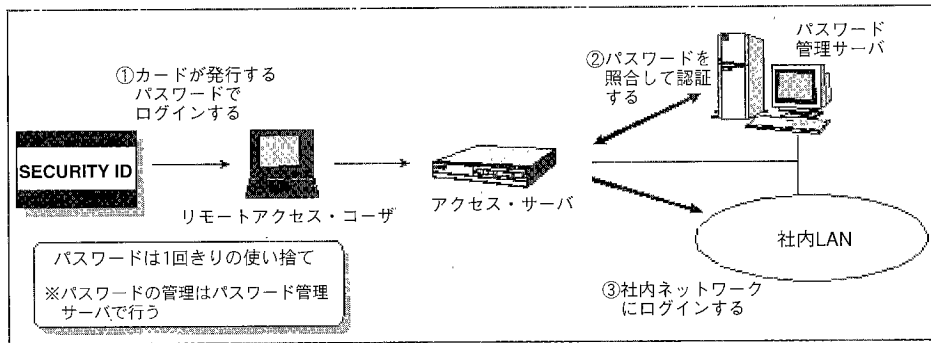 ①カードが発行する
パスワードで
ログインする
SECURITY ID
リモートアクセス・コーザ
パスワードは1回きりの使い捨て
※パスワードの管理はパスワード管理
サーバで行う
アクセス・サーバ
②パスワードを
照合して認証
する
パスワード
管理サーバ
社内LAN
③社内ネットワーク
にログインする